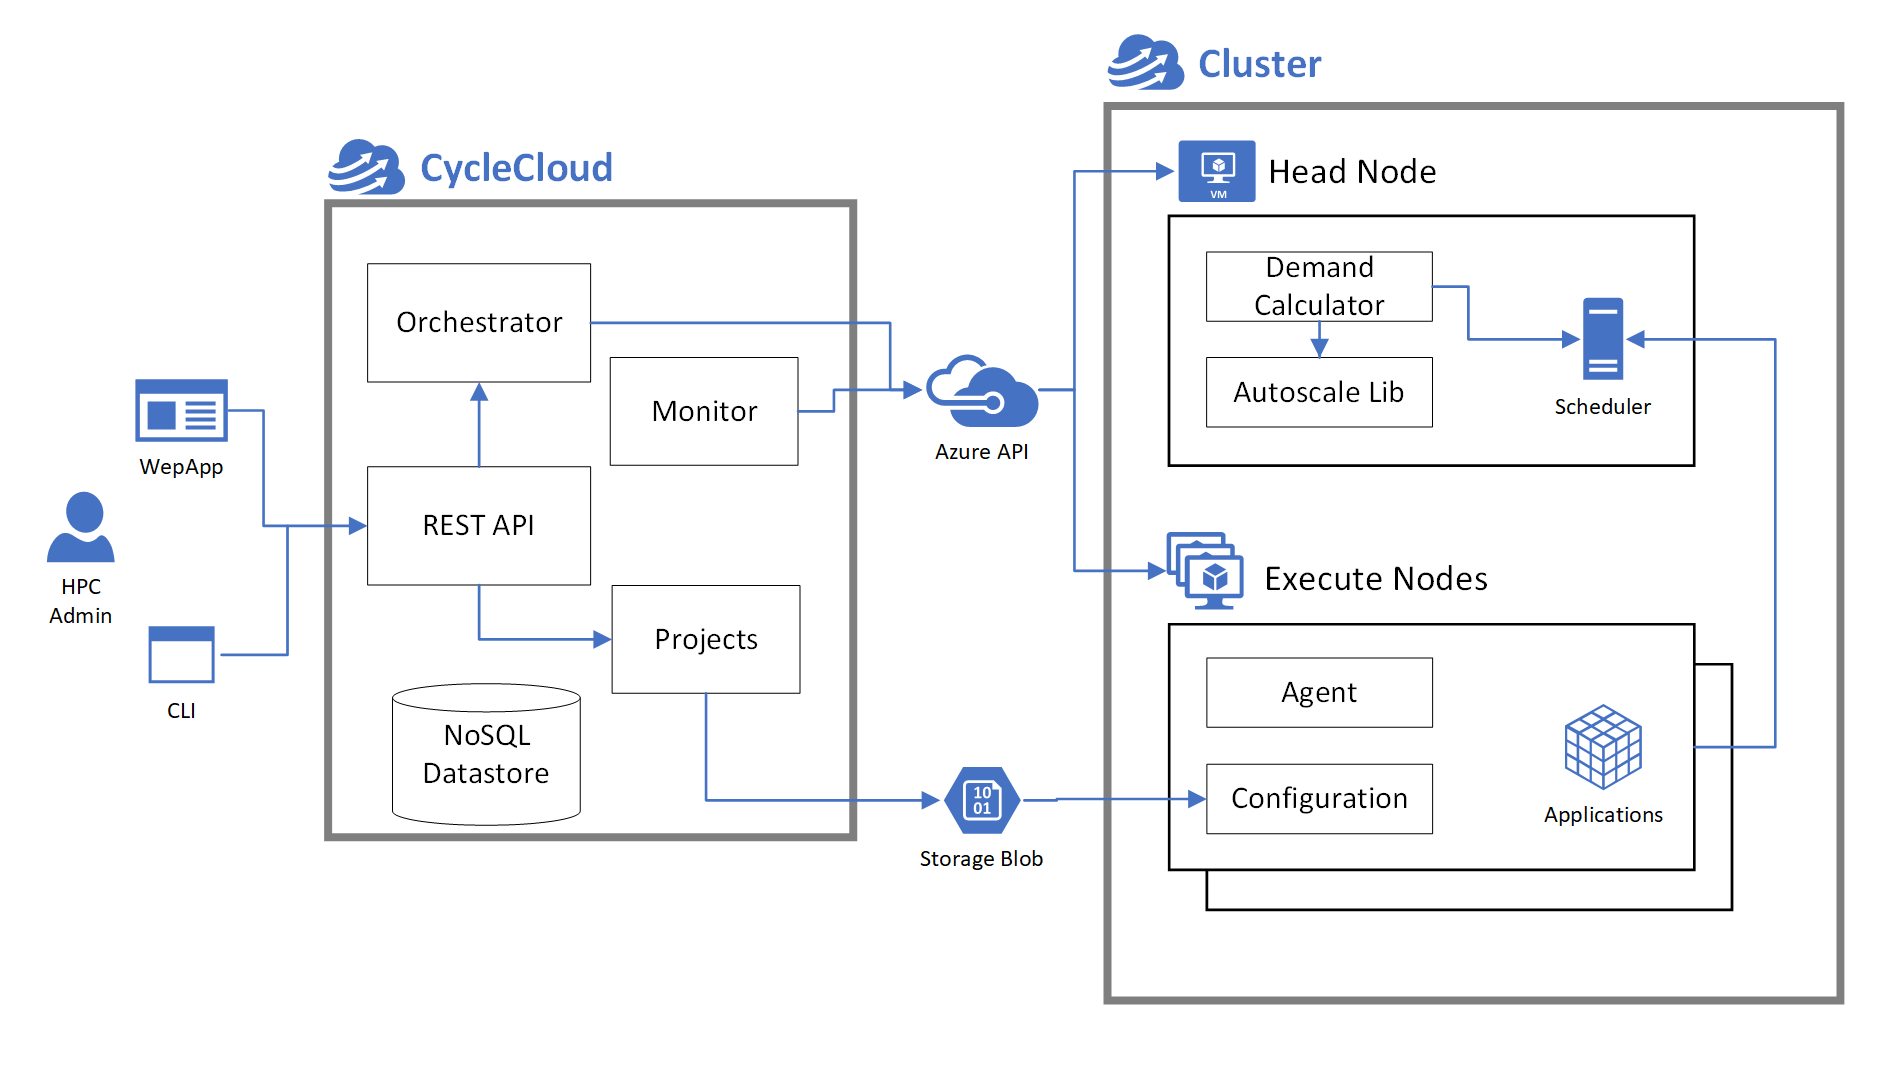 Cluster
CycleCloud
VM
Head Node
Demand
Calculator
Orchestrator
Monitor
Autoscale Lib
Scheduler
WepApp
Azure API
REST API
HPC
Admin
Execute Nodes
Projects
Agent
CLI
NoSQL
Datastore
10
01
Configuration
Applications
Storage Blob